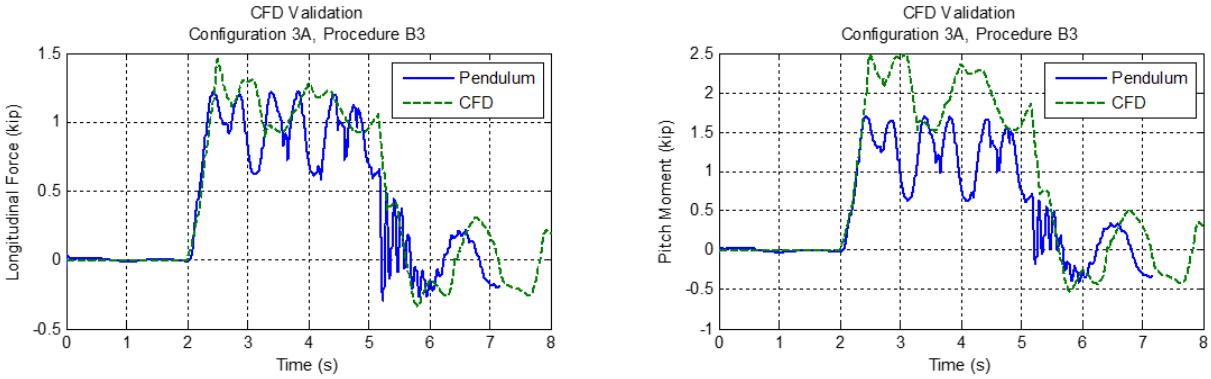 CFD Validation
Configuration 3A, Procedure B3
1.5
1
0.5
0
-0.5
Longitudinal Force (kip)
Pendulum
CFD
0 1 2 3 4 5 6 7 8
Time (s)
CFD Validation
Configuration 3A, Procedure B3
2.5
2
1.5
1
0.5
0
-0.5
-1
Pitch Moment (kip)
Pendulum
CFD
0 1 2 3 4 5 6 7 8
Time (s)